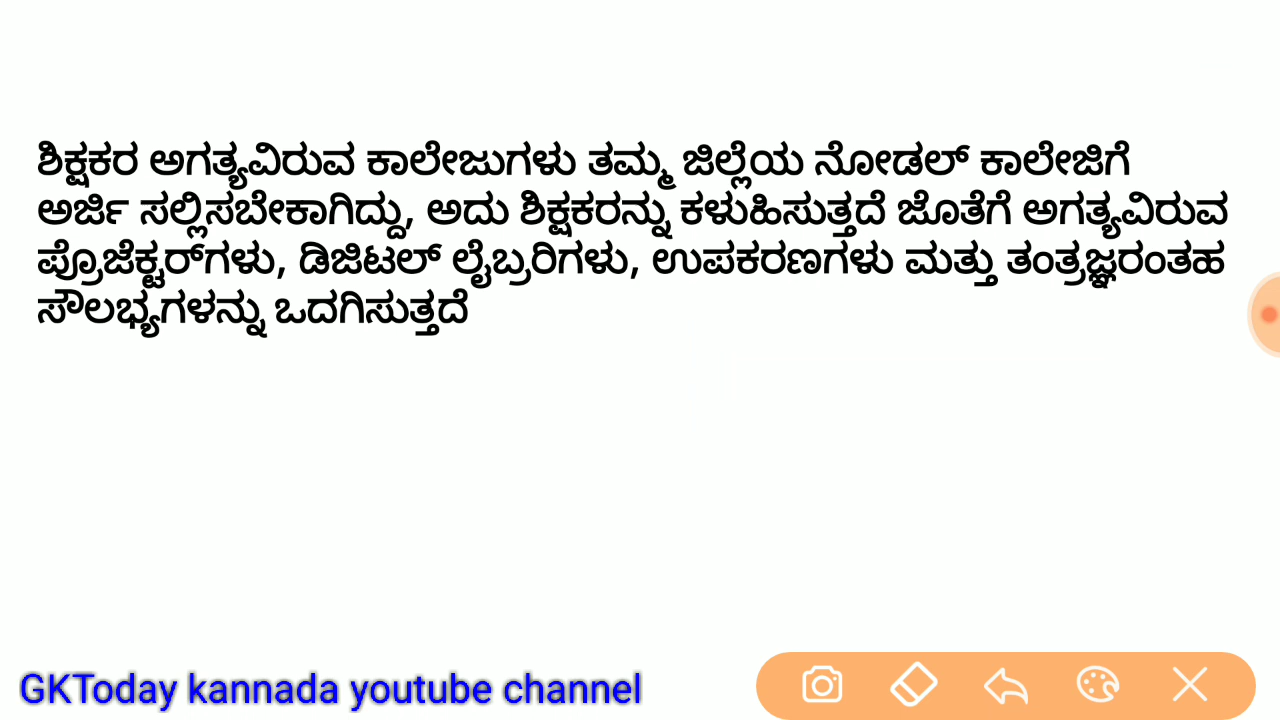 ಶಿಕ್ಷಕರ ಅಗತ್ಯವಿರುವ ಕಾಲೇಜುಗಳು ತಮ್ಮ ಜಿಲ್ಲೆಯ ನೋಡಲ್ ಕಾಲೇಜಿಗೆ
ಅರ್ಜಿ ಸಲ್ಲಿಸಬೇಕಾಗಿದ್ದು, ಅದು ಶಿಕ್ಷಕರನ್ನು ಕಳುಹಿಸುತ್ತದೆ ಜೊತೆಗೆ ಅಗತ್ಯವಿರುವ
ಪ್ರೊಜೆಕ್ಟರ್‌ಗಳು, ಡಿಜಿಟಲ್ ಲೈಬ್ರರಿಗಳು, ಉಪಕರಣಗಳು ಮತ್ತು ತಂತ್ರಜ್ಞರಂತಹ
ಸೌಲಭ್ಯಗಳನ್ನು ಒದಗಿಸುತ್ತದೆ
GKToday kannada youtube channel